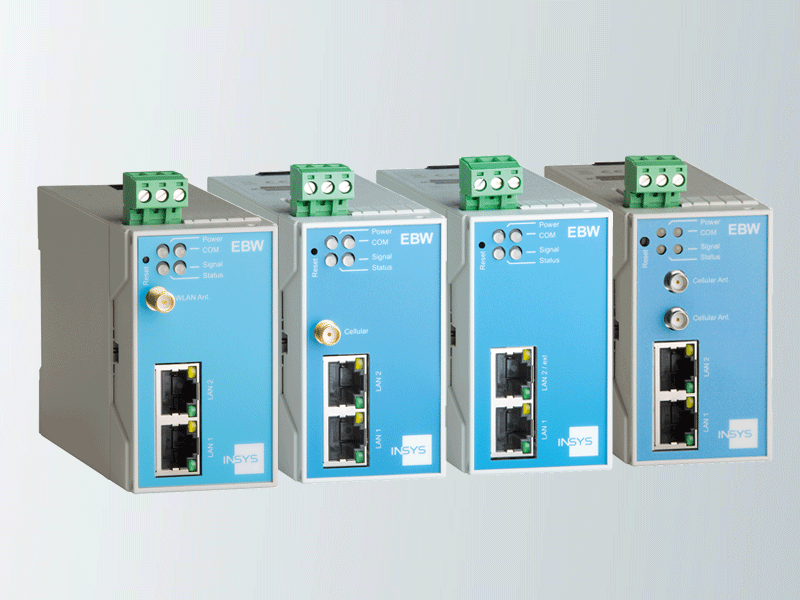 Power
COM
EBW
Signal
Status
Reset
WLAN Ant.
LAN 2
LAN 1
INSYS
Power
COM
EBW
Signal
Status
Reset
Cellular
LAN 2
LAN 1
INSYS
Power
COM
EBW
Signal
Status
Reset
LAN 2 / ext
LAN 1
INSYS
Power
COM
EBW
Signal
Status
Reset
Cellular Ant.
Cellular Ant.
LAN 2
LAN 1
INSYS